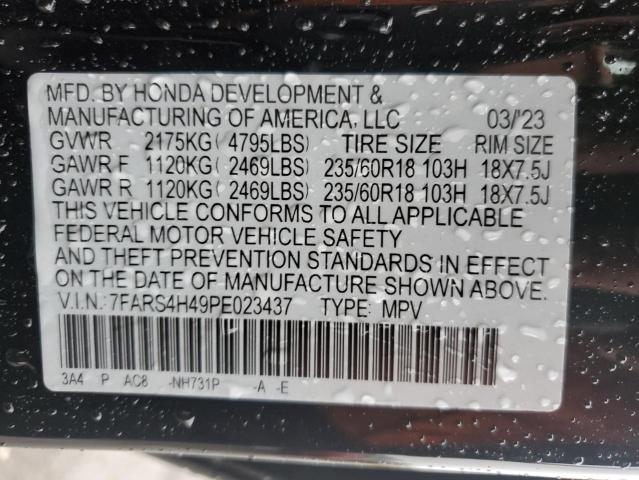 MFD. BY HONDA DEVELOPMENT &
MANUFACTURING OF AMERICA, LLC 03/'23
GVWR 2175KG( 4795LBS) TIRE SIZE RIM SIZE
GAWR F 1120KG( 2469LBS) 235/60R18 103H 18X7.5J
GAWR R 1120KG( 2469LBS) 235/60R18 103H 18X7.5J
THIS VEHICLE CONFORMS TO ALL APPLICABLE
FEDERAL MOTOR VEHICLE SAFETY
AND THEFT PREVENTION STANDARDS IN EFFECT
ON THE DATE OF MANUFACTURE SHOWN ABOVE.
V.I.N.:7FARS4H49PE023437 TYPE: MPV
3A4 P AC8 -NH731P -A -E